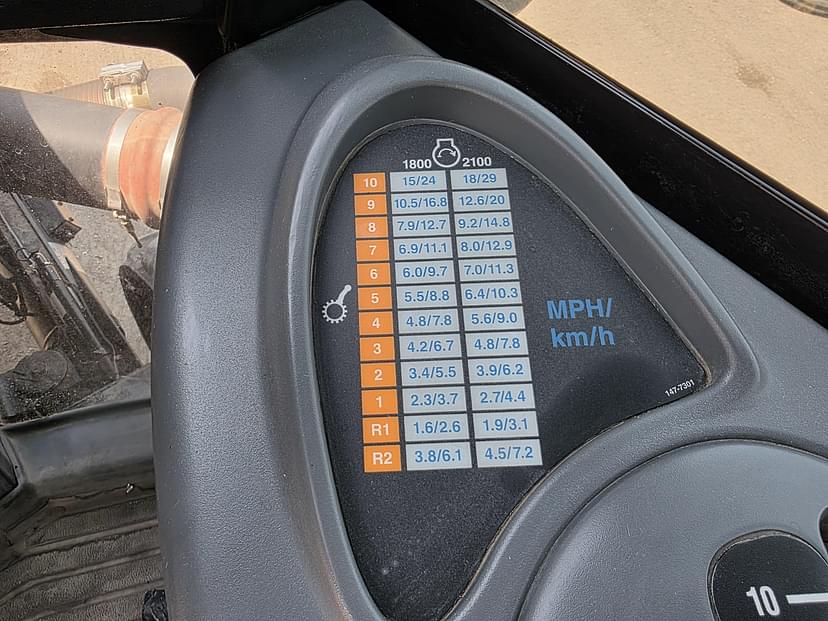 1800 2100
10 15/24 18/29
9 10.5/16.8 12.6/20
8 7.9/12.7 9.2/14.8
7 6.9/11.1 8.0/12.9
6 6.0/9.7 7.0/11.3
5 5.5/8.8 6.4/10.3
4 4.8/7.8 5.6/9.0
3 4.2/6.7 4.8/7.8
2 3.4/5.5 3.9/6.2
1 2.3/3.7 2.7/4.4
R1 1.6/2.6 1.9/3.1
R2 3.8/6.1 4.5/7.2
MPH/
km/h
147-7301
10